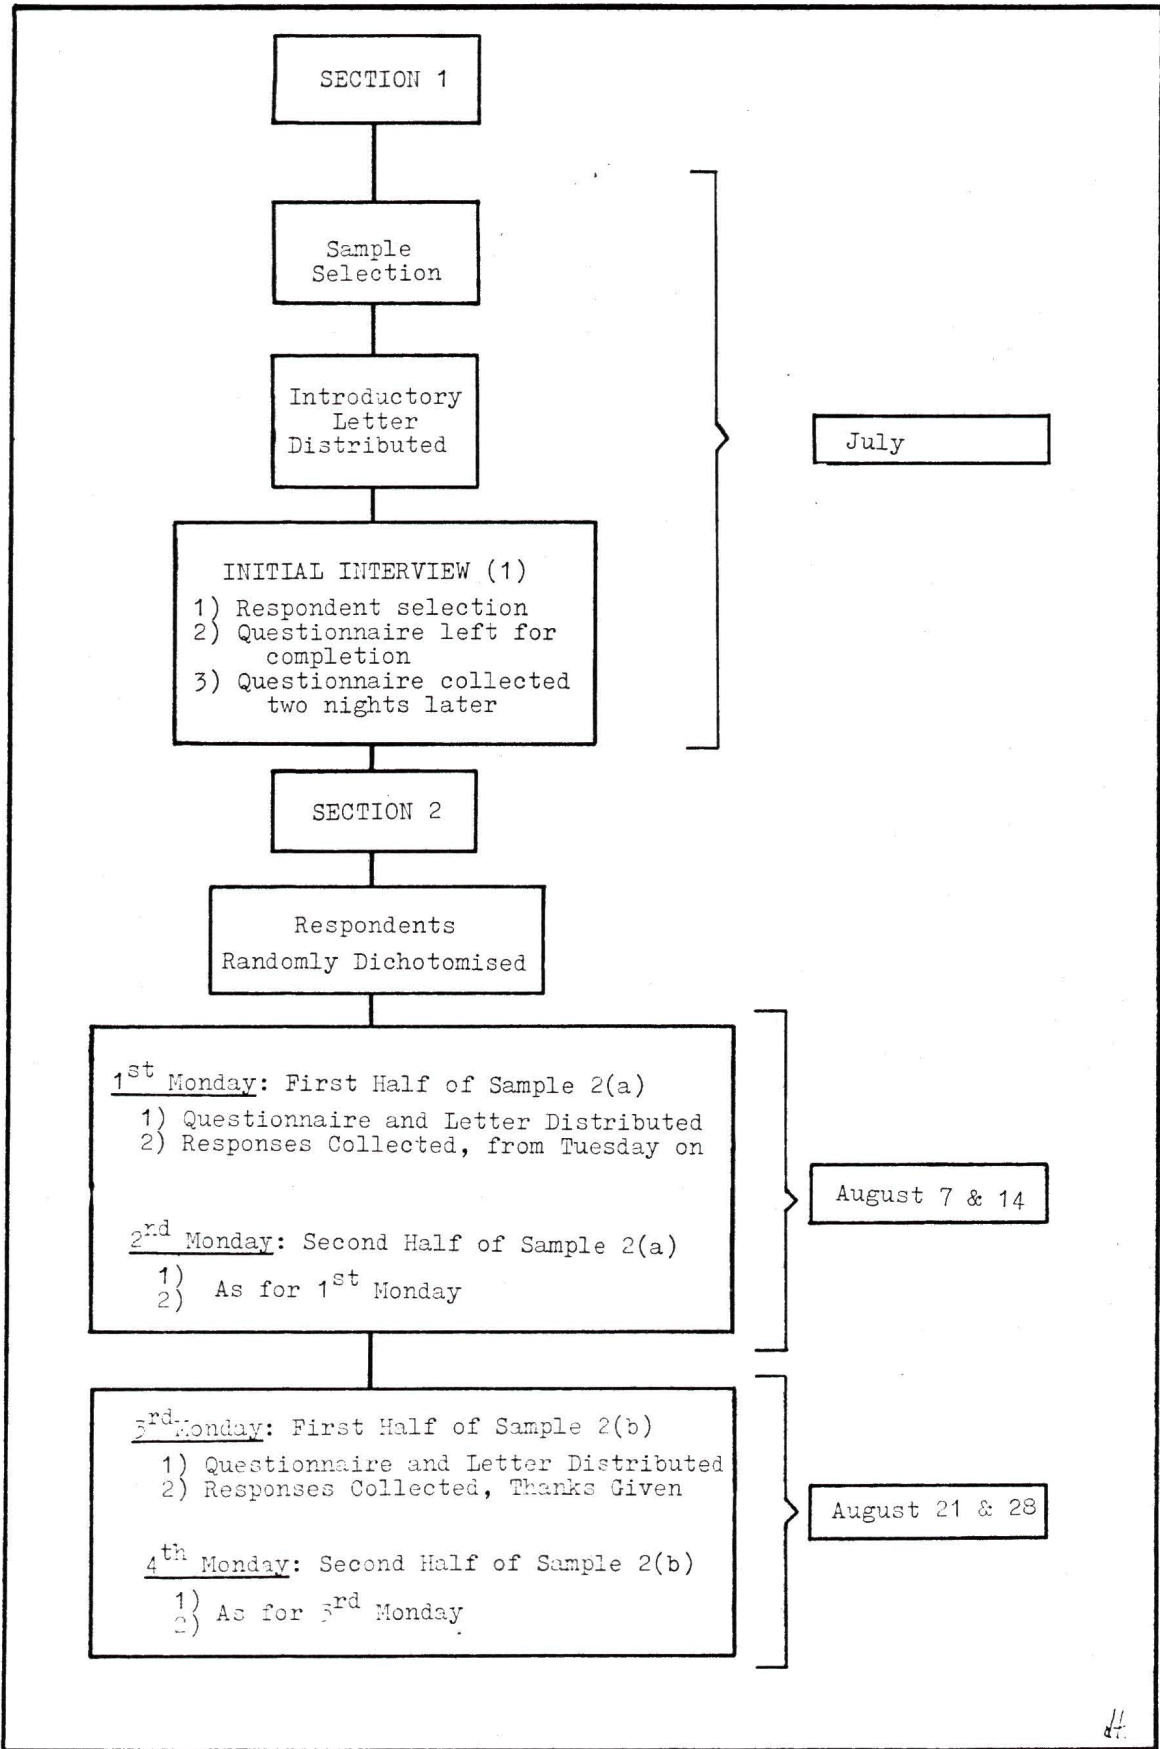 SECTION 1
Sample
Selection
Introductory
Letter
Distributed
July
INITIAL INTERVIEW (1)
1) Respondent selection
2) Questionnaire left for
completion
3) Questionnaire collected
two nights later
SECTION 2
Respondents
Randomly Dichotomised
1st Monday: First Half of Sample 2(a)
1) Questionnaire and Letter Distributed
2) Responses Collected, from Tuesday on
August 7 & 14
2nd Monday: Second Half of Sample 2(a)
1)
2) As for 1st Monday
3rd Monday: First Half of Sample 2(b)
1) Questionnaire and Letter Distributed
2) Responses Collected, Thanks Given
August 21 & 28
4th Monday: Second Half of Sample 2(b)
1)
2) As for 3rd Monday